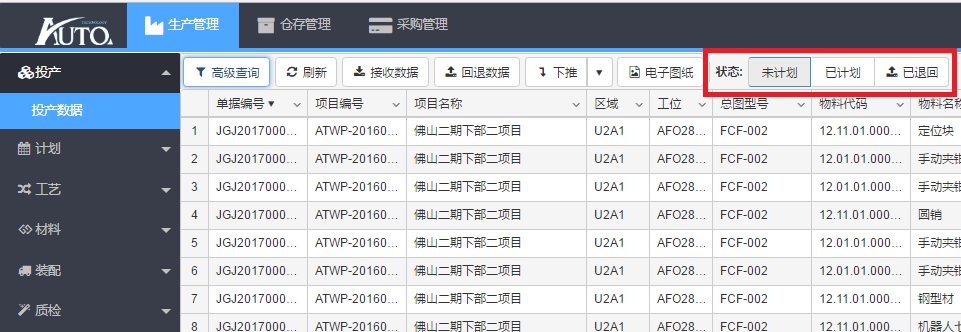 AUTO. TECHNOLOGY 生产管理 仓存管理 采购管理
投产 高级查询 刷新 接收数据 回退数据 下推 电子图纸 状态: 未计划 已计划 已退回
投产数据
计划
工艺
材料
装配
质检
单据编号 项目编号 项目名称 区域 工位 总图型号 物料代码 物料名称
1 JGJ2017000... ATWP-20160... 佛山二期下部二项目 U2A1 AFO28... FCF-002 12.11.01.000... 定位块
2 JGJ2017000... ATWP-20160... 佛山二期下部二项目 U2A1 AFO28... FCF-002 12.01.01.000... 手动夹钳
3 JGJ2017000... ATWP-20160... 佛山二期下部二项目 U2A1 AFO28... FCF-002 12.01.01.000... 手动夹钳
4 JGJ2017000... ATWP-20160... 佛山二期下部二项目 U2A1 AFO28... FCF-002 12.11.01.000... 圆销
5 JGJ2017000... ATWP-20160... 佛山二期下部二项目 U2A1 AFO28... FCF-002 12.01.01.000... 手动夹钳
6 JGJ2017000... ATWP-20160... 佛山二期下部二项目 U2A1 AFO28... FCF-002 12.01.01.000... 手动夹钳
7 JGJ2017000... ATWP-20160... 佛山二期下部二项目 U2A1 AFO28... FCF-002 12.11.01.000... 钢型材
8 JGJ2017000... ATWP-20160... 佛山二期下部二项目 U2A1 AFO28... FCF-002 12.11.01.000... 机器人七